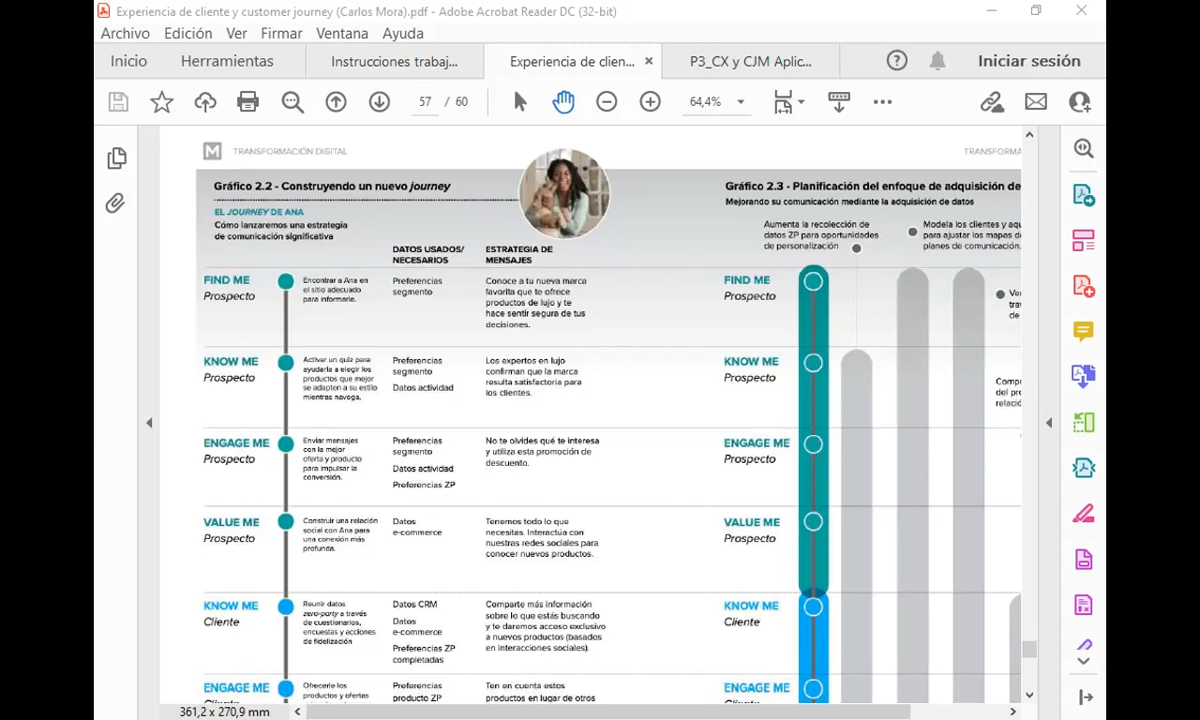 Experiencia de cliente y customer journey (Carlos Mora).pdf - Adobe Acrobat Reader DC (32-bit)
Archivo Edición Ver Firmar Ventana Ayuda
Inicio Herramientas Instrucciones trabaj... Experiencia de clien... × P3_CX y CJM Aplic... Iniciar sesión
57 / 60 64,4%
M TRANSFORMACIÓN DIGITAL
TRANSFORMA
Gráfico 2.2 - Construyendo un nuevo journey
EL JOURNEY DE ANA
Cómo lanzaremos una estrategia
de comunicación significativa
DATOS USADOS/
NECESARIOS
ESTRATEGIA DE
MENSAJES
FIND ME
Prospecto
Encontrar a Ana en
el sitio adecuado
para informarle.
Preferencias
segmento
Conoce a tu nueva marca
favorita que te ofrece
productos de lujo y te
hace sentir segura de tus
decisiones.
KNOW ME
Prospecto
Activar un quiz para
ayudarla a elegir los
productos que mejor
se adapten a su estilo
mientras navega.
Preferencias
segmento
Datos actividad
Los expertos en lujo
confirman que la marca
resulta satisfactoria para
los clientes.
ENGAGE ME
Prospecto
Enviar mensajes
con la mejor
oferta y producto
para impulsar la
conversión.
Preferencias
segmento
Datos actividad
Preferencias ZP
No te olvides qué te interesa
y utiliza esta promoción de
descuento.
VALUE ME
Prospecto
Construir una relación
social con Ana para
una conexión más
profunda.
Datos
e-commerce
Tenemos todo lo que
necesitas. Interactúa con
nuestras redes sociales para
conocer nuevos productos.
KNOW ME
Cliente
Reunir datos
zero-party a través
de cuestionarios,
encuestas y acciones
de fidelización
Datos CRM
Datos
e-commerce
Preferencias ZP
completadas
Comparte más información
sobre lo que estás buscando
y te daremos acceso exclusivo
a nuevos productos (basados
en interacciones sociales).
ENGAGE ME
Cliente
Ofrecerle los
productos y ofertas
Preferencias
producto ZP
Ten en cuenta estos
productos en lugar de otros
Gráfico 2.3 - Planificación del enfoque de adquisición de
Mejorando su comunicación mediante la adquisición de datos
Aumenta la recolección de
datos ZP para oportunidades
de personalización
Modela los clientes y aqu
para ajustar los mapas d
planes de comunicación.
FIND ME
Prospecto
Ve
tra
de
KNOW ME
Prospecto
Comp
del pr
relació
ENGAGE ME
Prospecto
VALUE ME
Prospecto
KNOW ME
Cliente
ENGAGE ME
361,2 x 270,9 mm